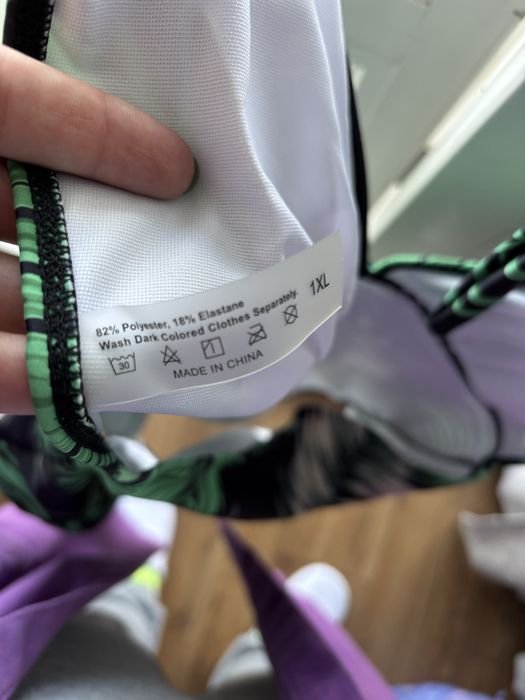 82% Polyester, 18% Elastane
Wash Dark Colored Clothes Separately. 1XL
30
MADE IN CHINA